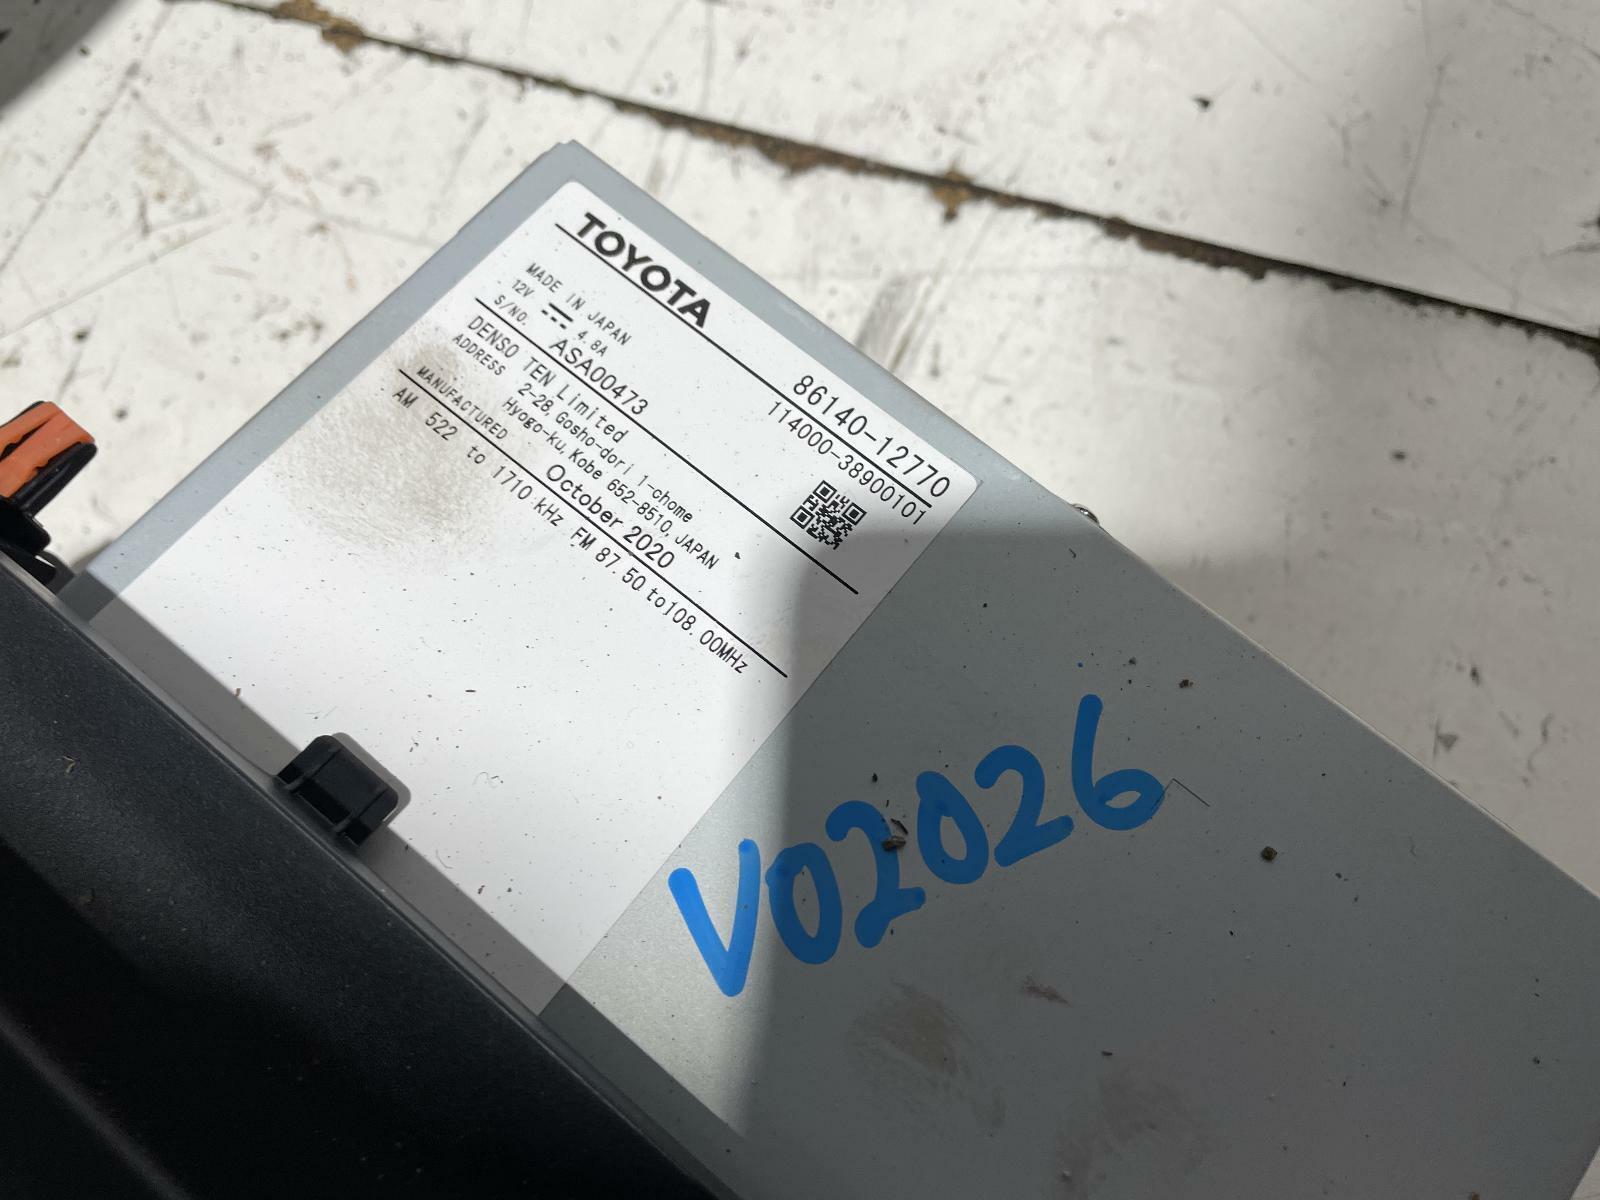 TOYOTA 86140-12770
MADE IN JAPAN 114000-38900101
12V 4.8A
S/NO. ASA00473
DENSO TEN Limited
ADDRESS 2-28, Gosho-dori 1-chome
Hyogo-ku, Kobe 652-8510, JAPAN
MANUFACTURED October 2020
AM 522 to 1710 kHz FM 87.50 to 108.00MHz
V02026